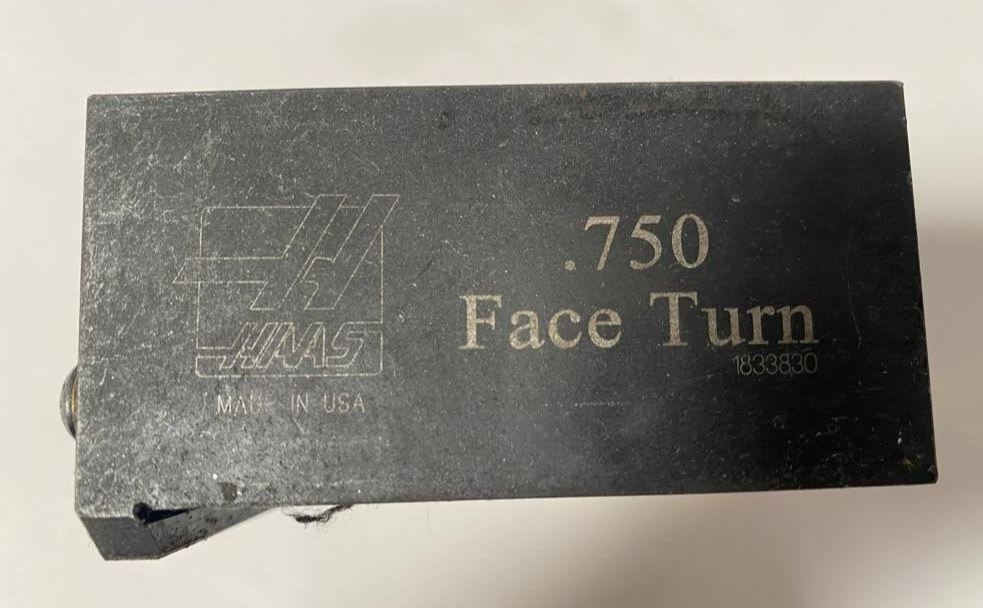 HAAS
MADE IN USA
.750
Face Turn
1833830